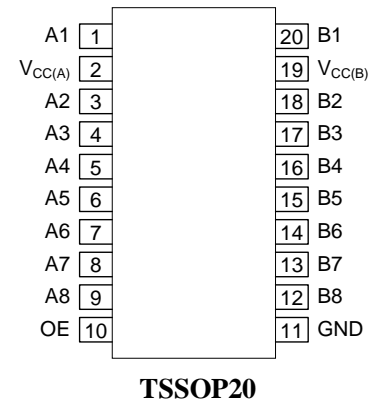 A1 1 20 B1
VCC(A) 2 19 VCC(B)
A2 3 18 B2
A3 4 17 B3
A4 5 16 B4
A5 6 15 B5
A6 7 14 B6
A7 8 13 B7
A8 9 12 B8
OE 10 11 GND
TSSOP20